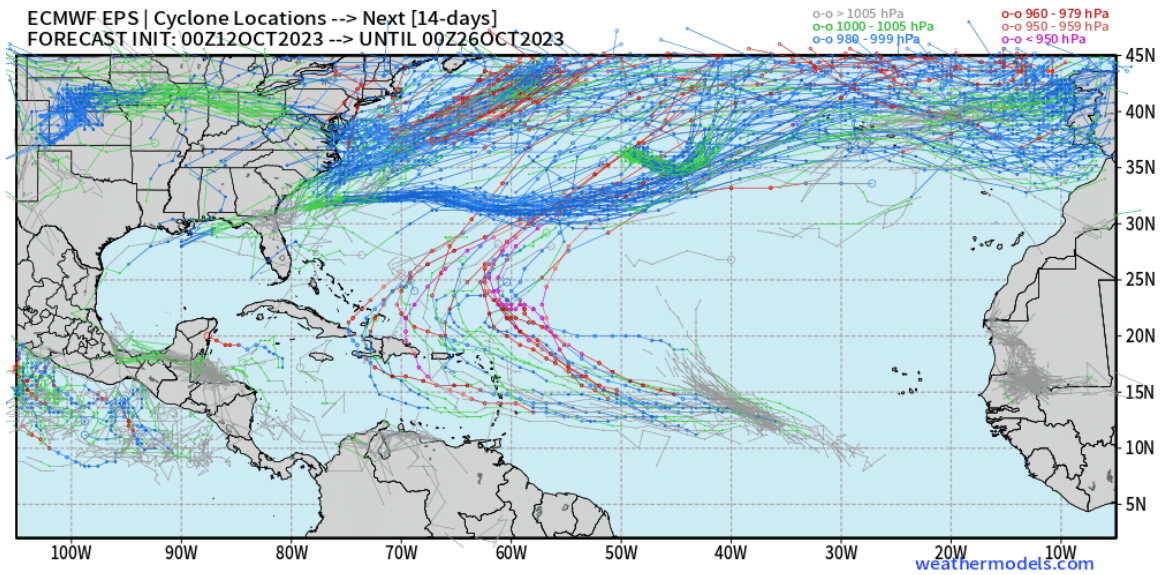 ECMWF EPS | Cyclone Locations --> Next [14-days]
FORECAST INIT: 00Z12OCT2023 --> UNTIL 00Z26OCT2023
o-o > 1005 hPa
o-o 1000 - 1005 hPa
o-o 980 - 999 hPa
o-o 960 - 979 hPa
o-o 950 - 959 hPa
o-o < 950 hPa
45N
40N
35N
30N
25N
20N
15N
10N
5N
100W 90W 80W 70W 60W 50W 40W 30W 20W 10W
weathermodels.com